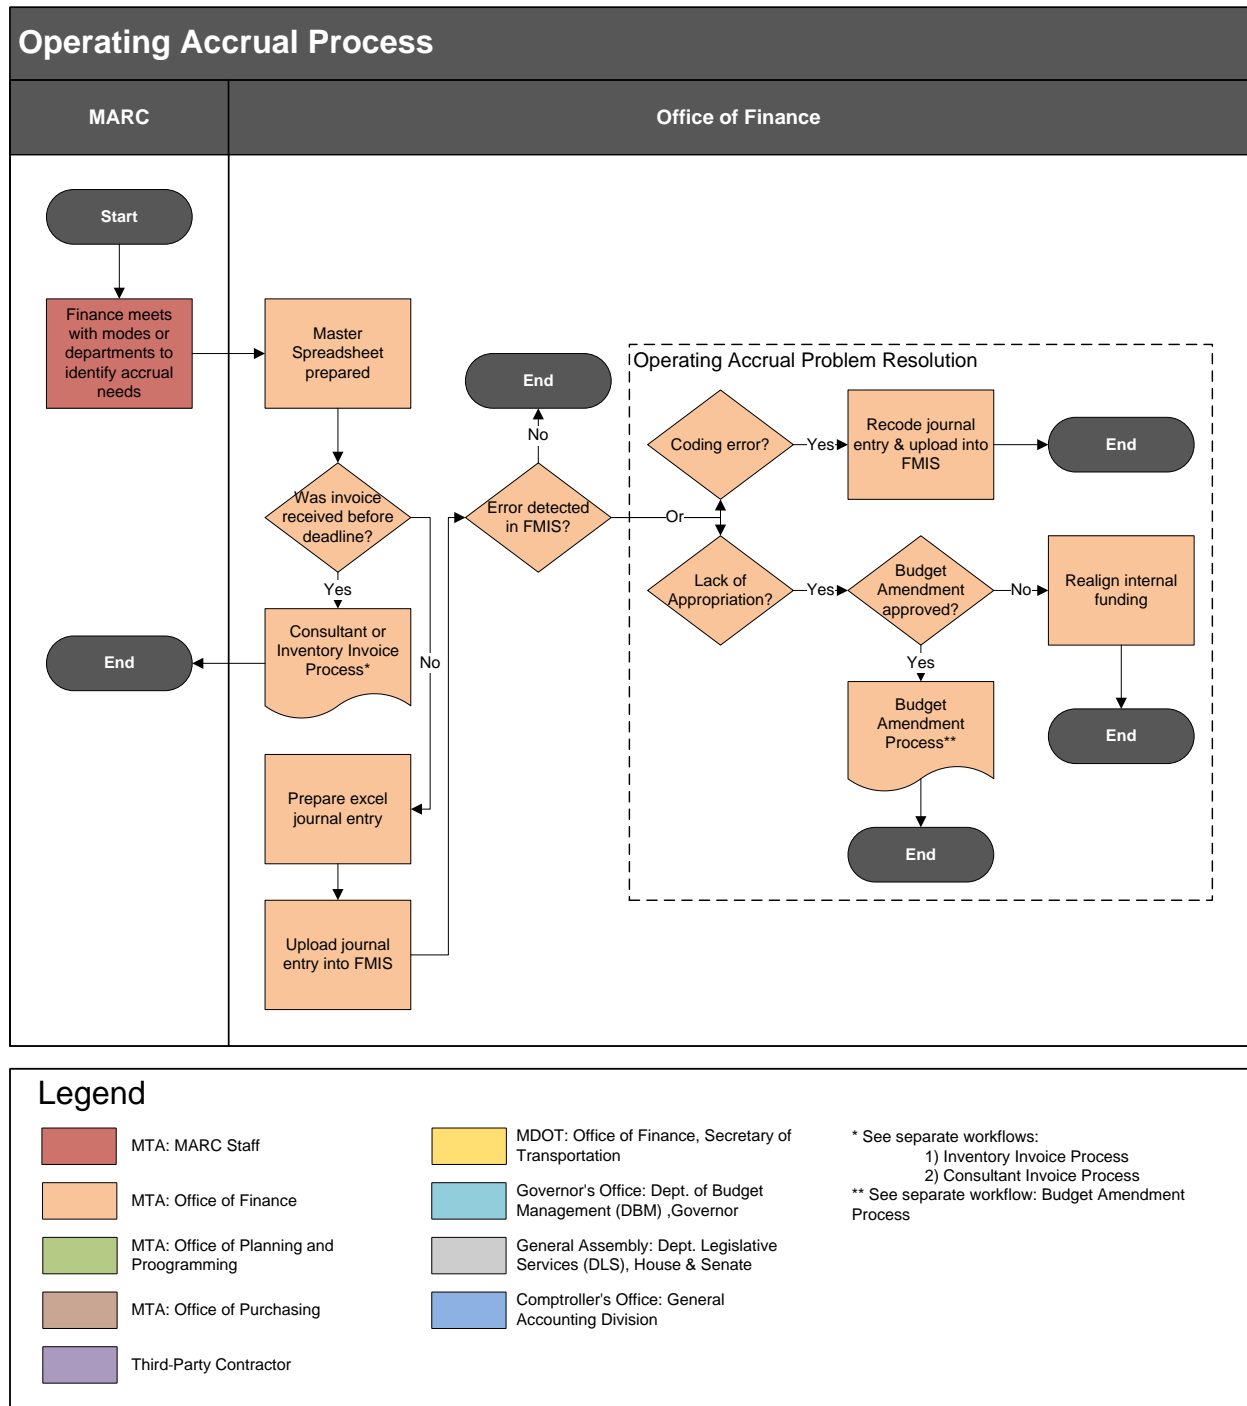 Operating Accrual Process
MARC
Office of Finance
Start
Finance meets
with modes or
departments to
identify accrual
needs
Master
Spreadsheet
prepared
Was invoice
received before
deadline?
Yes
No
Consultant or
Inventory Invoice
Process*
End
Prepare excel
journal entry
Upload journal
entry into FMIS
Error detected
in FMIS?
No
End
Or
Operating Accrual Problem Resolution
Coding error?
Yes
Recode journal
entry & upload into
FMIS
End
Lack of
Appropriation?
Yes
Budget
Amendment
approved?
No
Realign internal
funding
End
Yes
Budget
Amendment
Process**
End
Legend
MTA: MARC Staff
MTA: Office of Finance
MTA: Office of Planning and
Proogramming
MTA: Office of Purchasing
Third-Party Contractor
MDOT: Office of Finance, Secretary of
Transportation
Governor's Office: Dept. of Budget
Management (DBM) ,Governor
General Assembly: Dept. Legislative
Services (DLS), House & Senate
Comptroller's Office: General
Accounting Division
* See separate workflows:
1) Inventory Invoice Process
2) Consultant Invoice Process
** See separate workflow: Budget Amendment
Process